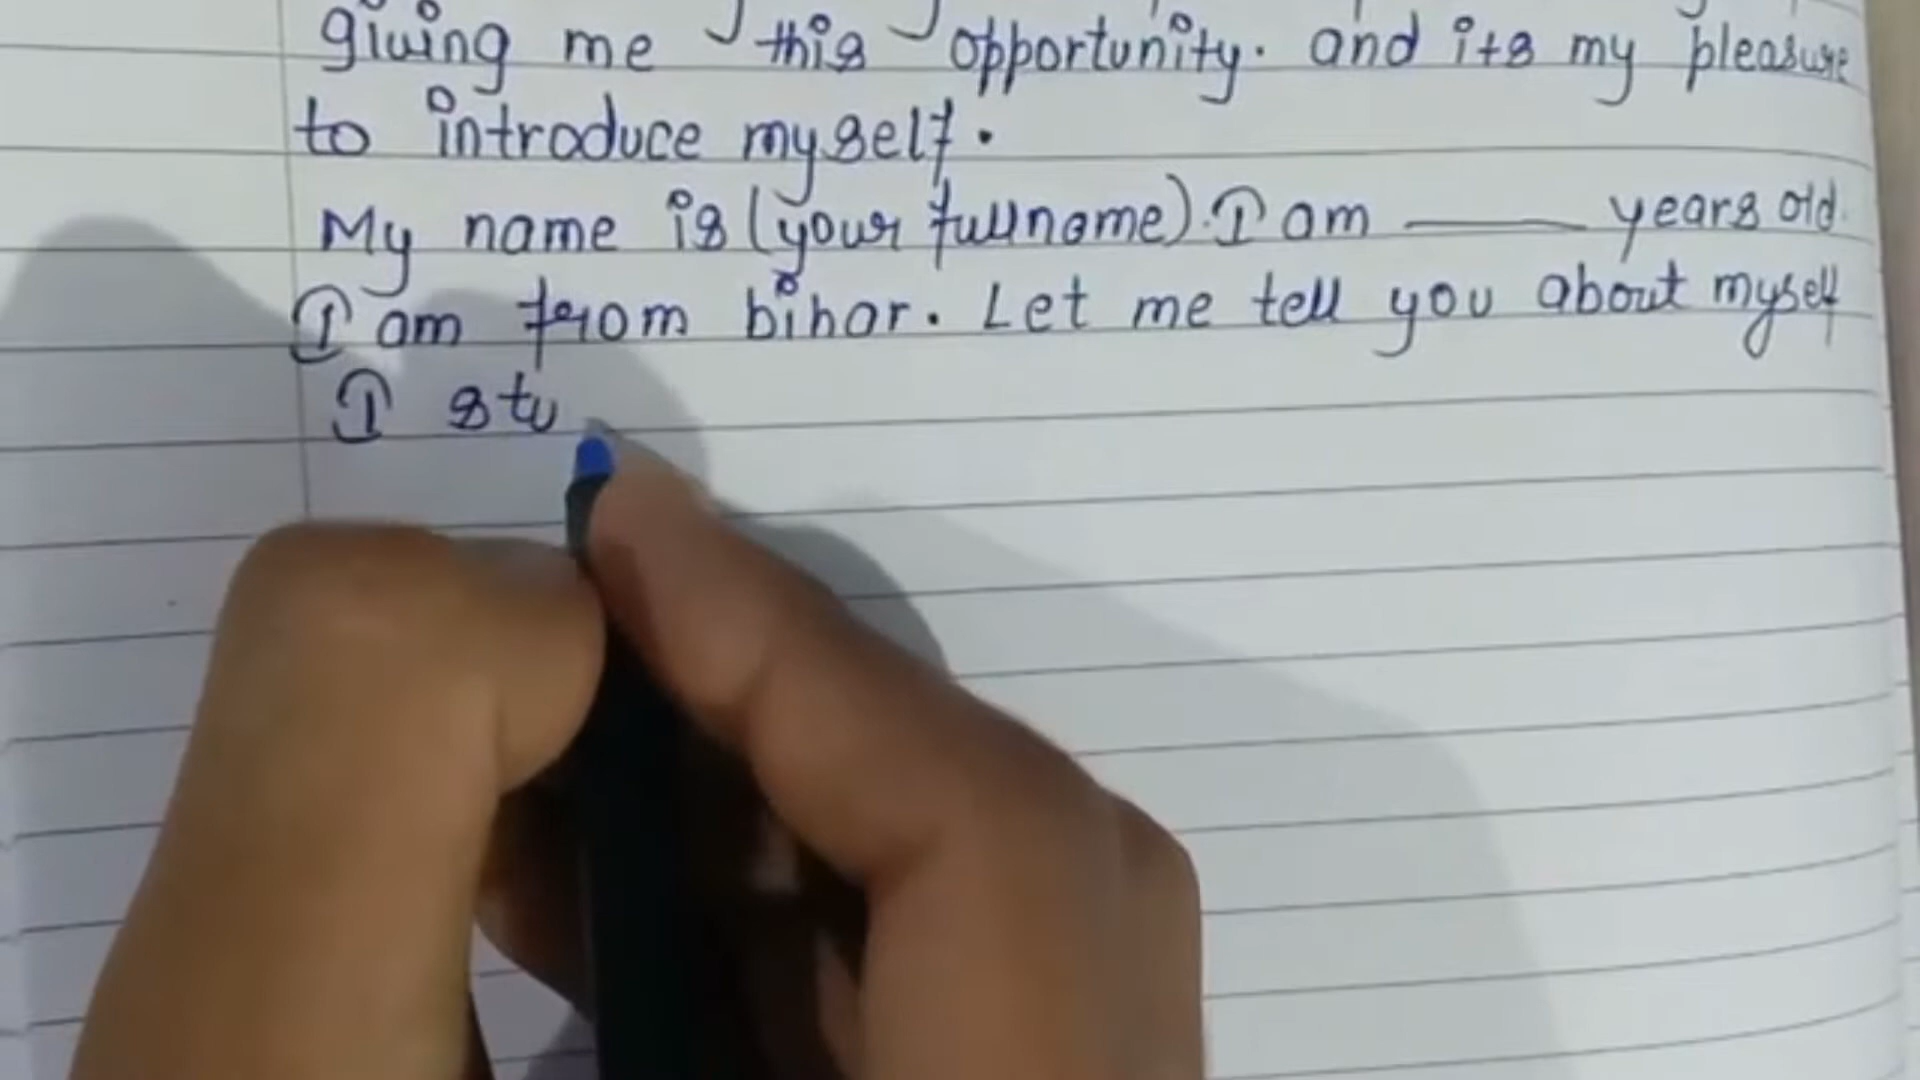 giving me this opportunity. and its my pleasure
to introduce myself.
My name is (your fullname). I am ___ years old.
I am from bihar. Let me tell you about myself
I stu